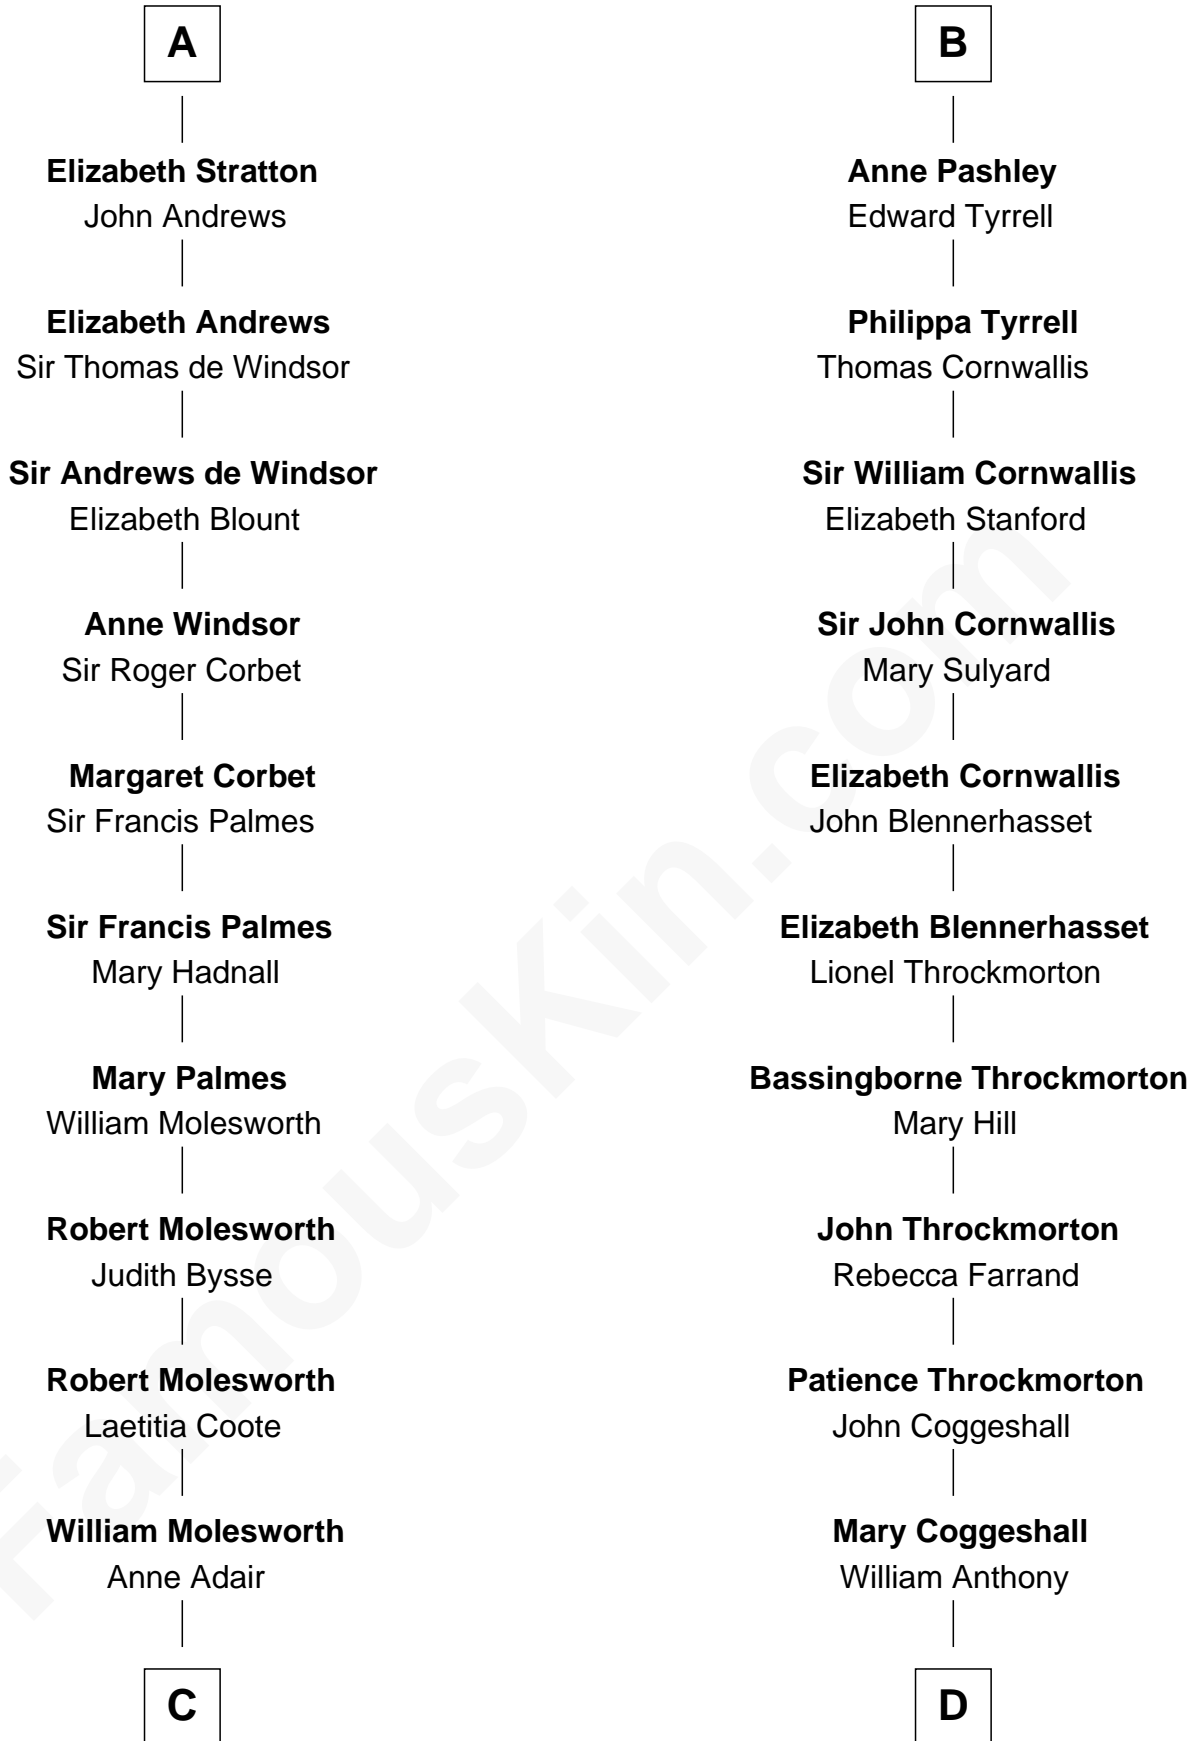 A
Elizabeth Stratton
John Andrews
Elizabeth Andrews
Sir Thomas de Windsor
Sir Andrews de Windsor
Elizabeth Blount
Anne Windsor
Sir Roger Corbet
Margaret Corbet
Sir Francis Palmes
Sir Francis Palmes
Mary Hadnall
Mary Palmes
William Molesworth
Robert Molesworth
Judith Bysse
Robert Molesworth
Laetitia Coote
William Molesworth
Anne Adair
C
B
Anne Pashley
Edward Tyrrell
Philippa Tyrrell
Thomas Cornwallis
Sir William Cornwallis
Elizabeth Stanford
Sir John Cornwallis
Mary Sulyard
Elizabeth Cornwallis
John Blennerhasset
Elizabeth Blennerhasset
Lionel Throckmorton
Bassingborne Throckmorton
Mary Hill
John Throckmorton
Rebecca Farrand
Patience Throckmorton
John Coggeshall
Mary Coggeshall
William Anthony
D
FamousKin.com